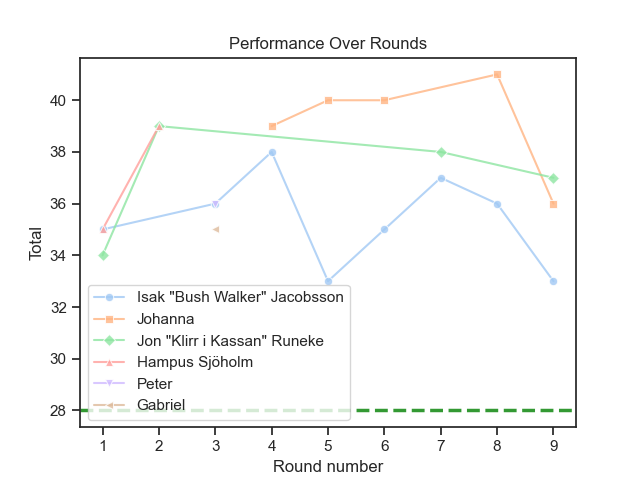 Performance Over Rounds
Total
40
38
36
34
32
30
28
Isak "Bush Walker" Jacobsson
Johanna
Jon "Klirr i Kassan" Runeke
Hampus Sjöholm
Peter
Gabriel
1 2 3 4 5 6 7 8 9
Round number